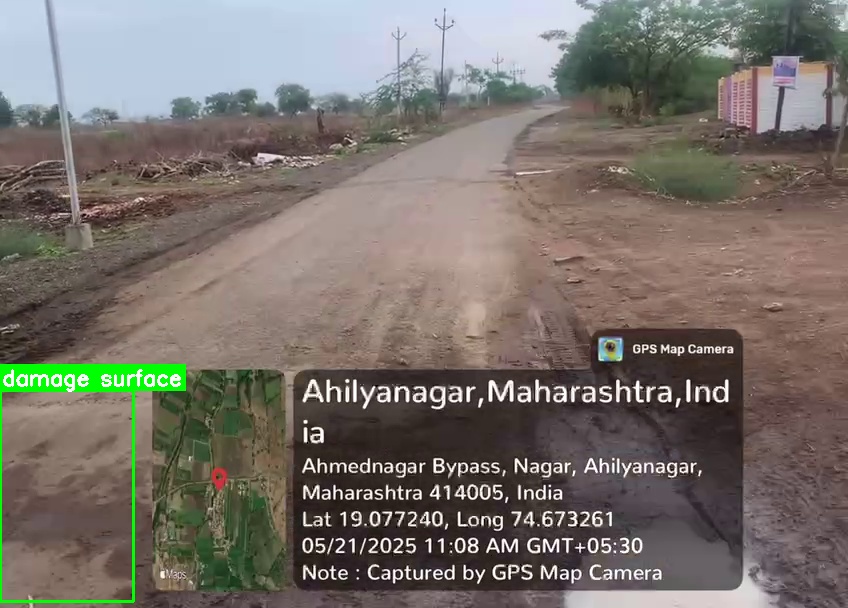 damage surface
GPS Map Camera
Ahilyanagar,Maharashtra,Ind
ia
Ahmednagar Bypass, Nagar, Ahilyanagar,
Maharashtra 414005, India
Lat 19.077240, Long 74.673261
05/21/2025 11:08 AM GMT+05:30
Note : Captured by GPS Map Camera
Maps